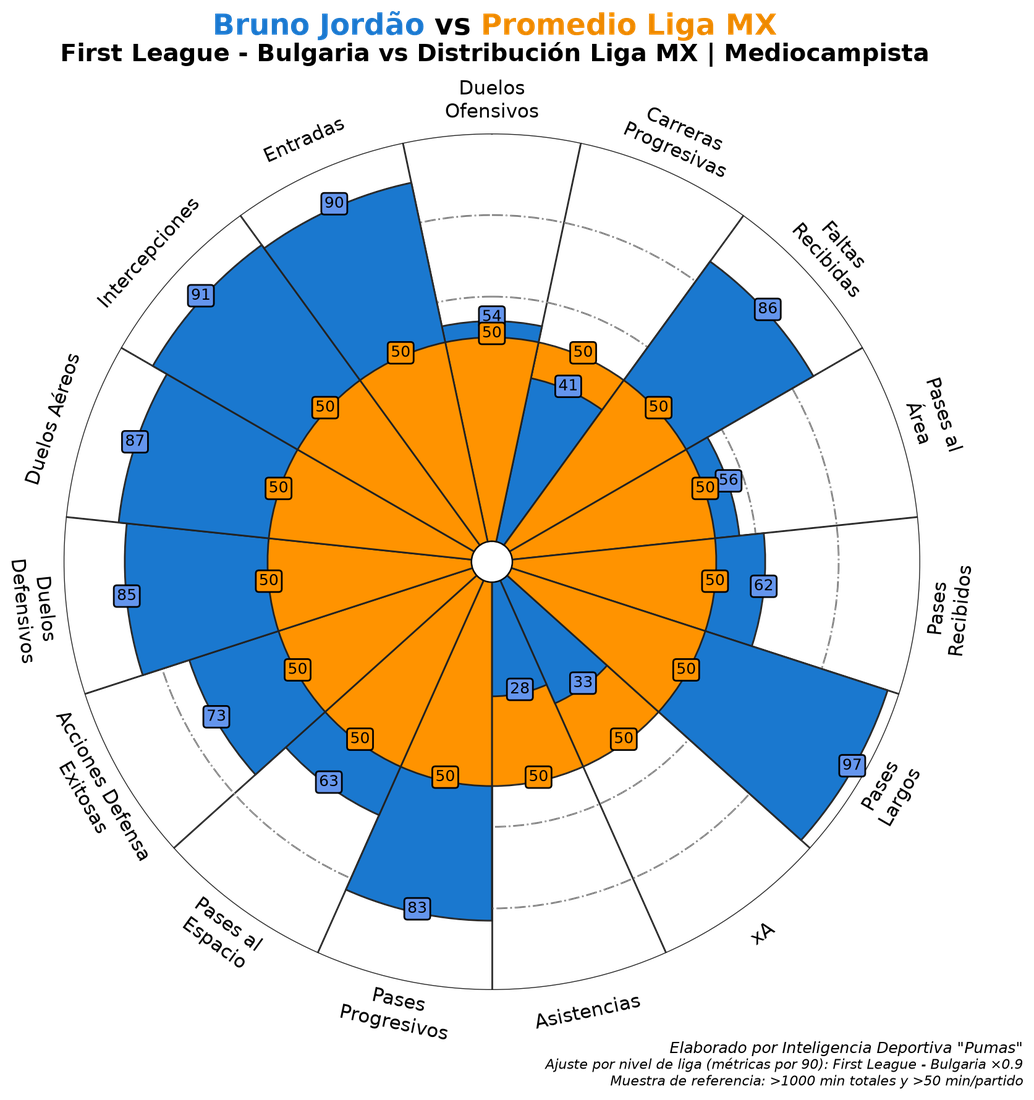 Bruno Jordão vs Promedio Liga MX
First League - Bulgaria vs Distribución Liga MX | Mediocampista
Duelos
Ofensivos
54
50
Carreras
Progresivas
50
41
Faltas
Recibidas
86
50
Pases al
Área
56
50
Pases
Recibidos
62
50
Pases
Largos
97
50
xA
33
50
Asistencias
28
50
Pases
Progresivos
83
50
Pases al
Espacio
63
50
Acciones Defensa
Exitosas
73
50
Duelos
Defensivos
85
50
Duelos Aéreos
87
50
Intercepciones
91
50
Entradas
90
50
Elaborado por Inteligencia Deportiva "Pumas"
Ajuste por nivel de liga (métricas por 90): First League - Bulgaria ×0.9
Muestra de referencia: >1000 min totales y >50 min/partido